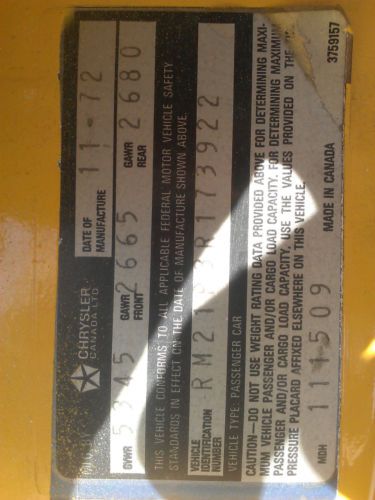 CHRYSLER
CANADA LTD.
DATE OF
MANUFACTURE
11-72
GVWR 5345
GAWR
FRONT 2665
GAWR
REAR 2680
THIS VEHICLE CONFORMS TO ALL APPLICABLE FEDERAL MOTOR VEHICLE SAFETY
STANDARDS IN EFFECT ON THE DATE OF MANUFACTURE SHOWN ABOVE.
VEHICLE
IDENTIFICATION
NUMBER
VEHICLE TYPE: PASSENGER CAR
CAUTION—DO NOT USE WEIGHT RATING DATA PROVIDED ABOVE FOR DETERMINING MAXI-
MUM VEHICLE PASSENGER AND/OR CARGO LOAD CAPACITY. FOR DETERMINING MAXIMUM
PASSENGER AND/OR CARGO LOAD CAPACITY, USE THE VALUES PROVIDED ON THE
PRESSURE PLACARD AFFIXED ELSEWHERE ON THIS VEHICLE.
MDH 111509
MADE IN CANADA
3759157